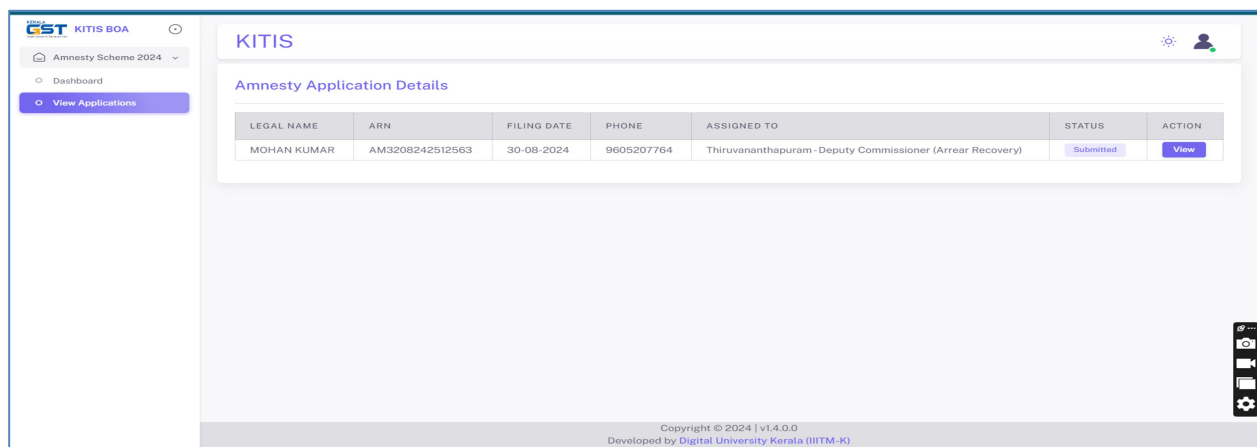 KERALA
GST KITIS BOA
Amnesty Scheme 2024
Dashboard
View Applications
KITIS
Amnesty Application Details
LEGAL NAME ARN FILING DATE PHONE ASSIGNED TO STATUS ACTION
MOHAN KUMAR AM3208242512563 30-08-2024 9605207764 Thiruvananthapuram - Deputy Commissioner (Arrear Recovery) Submitted View
Copyright © 2024 | v1.4.0.0
Developed by Digital University Kerala (IIITM-K)